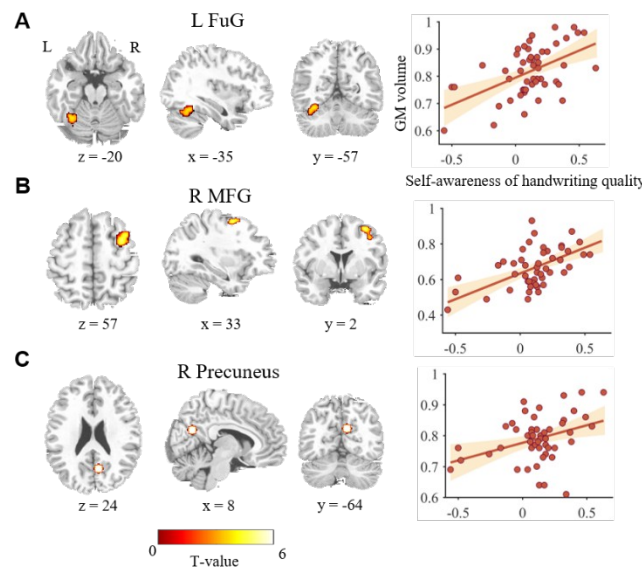 A
L FuG
L
R
z = -20
x = -35
y = -57
GM volume
1
0.9
0.8
0.7
0.6
-0.5
0
0.5
Self-awareness of handwriting quality
B
R MFG
z = 57
x = 33
y = 2
1
0.8
0.6
0.4
-0.5
0
0.5
C
R Precuneus
z = 24
x = 8
y = -64
1
0.9
0.8
0.7
0.6
-0.5
0
0.5
0
6
T-value